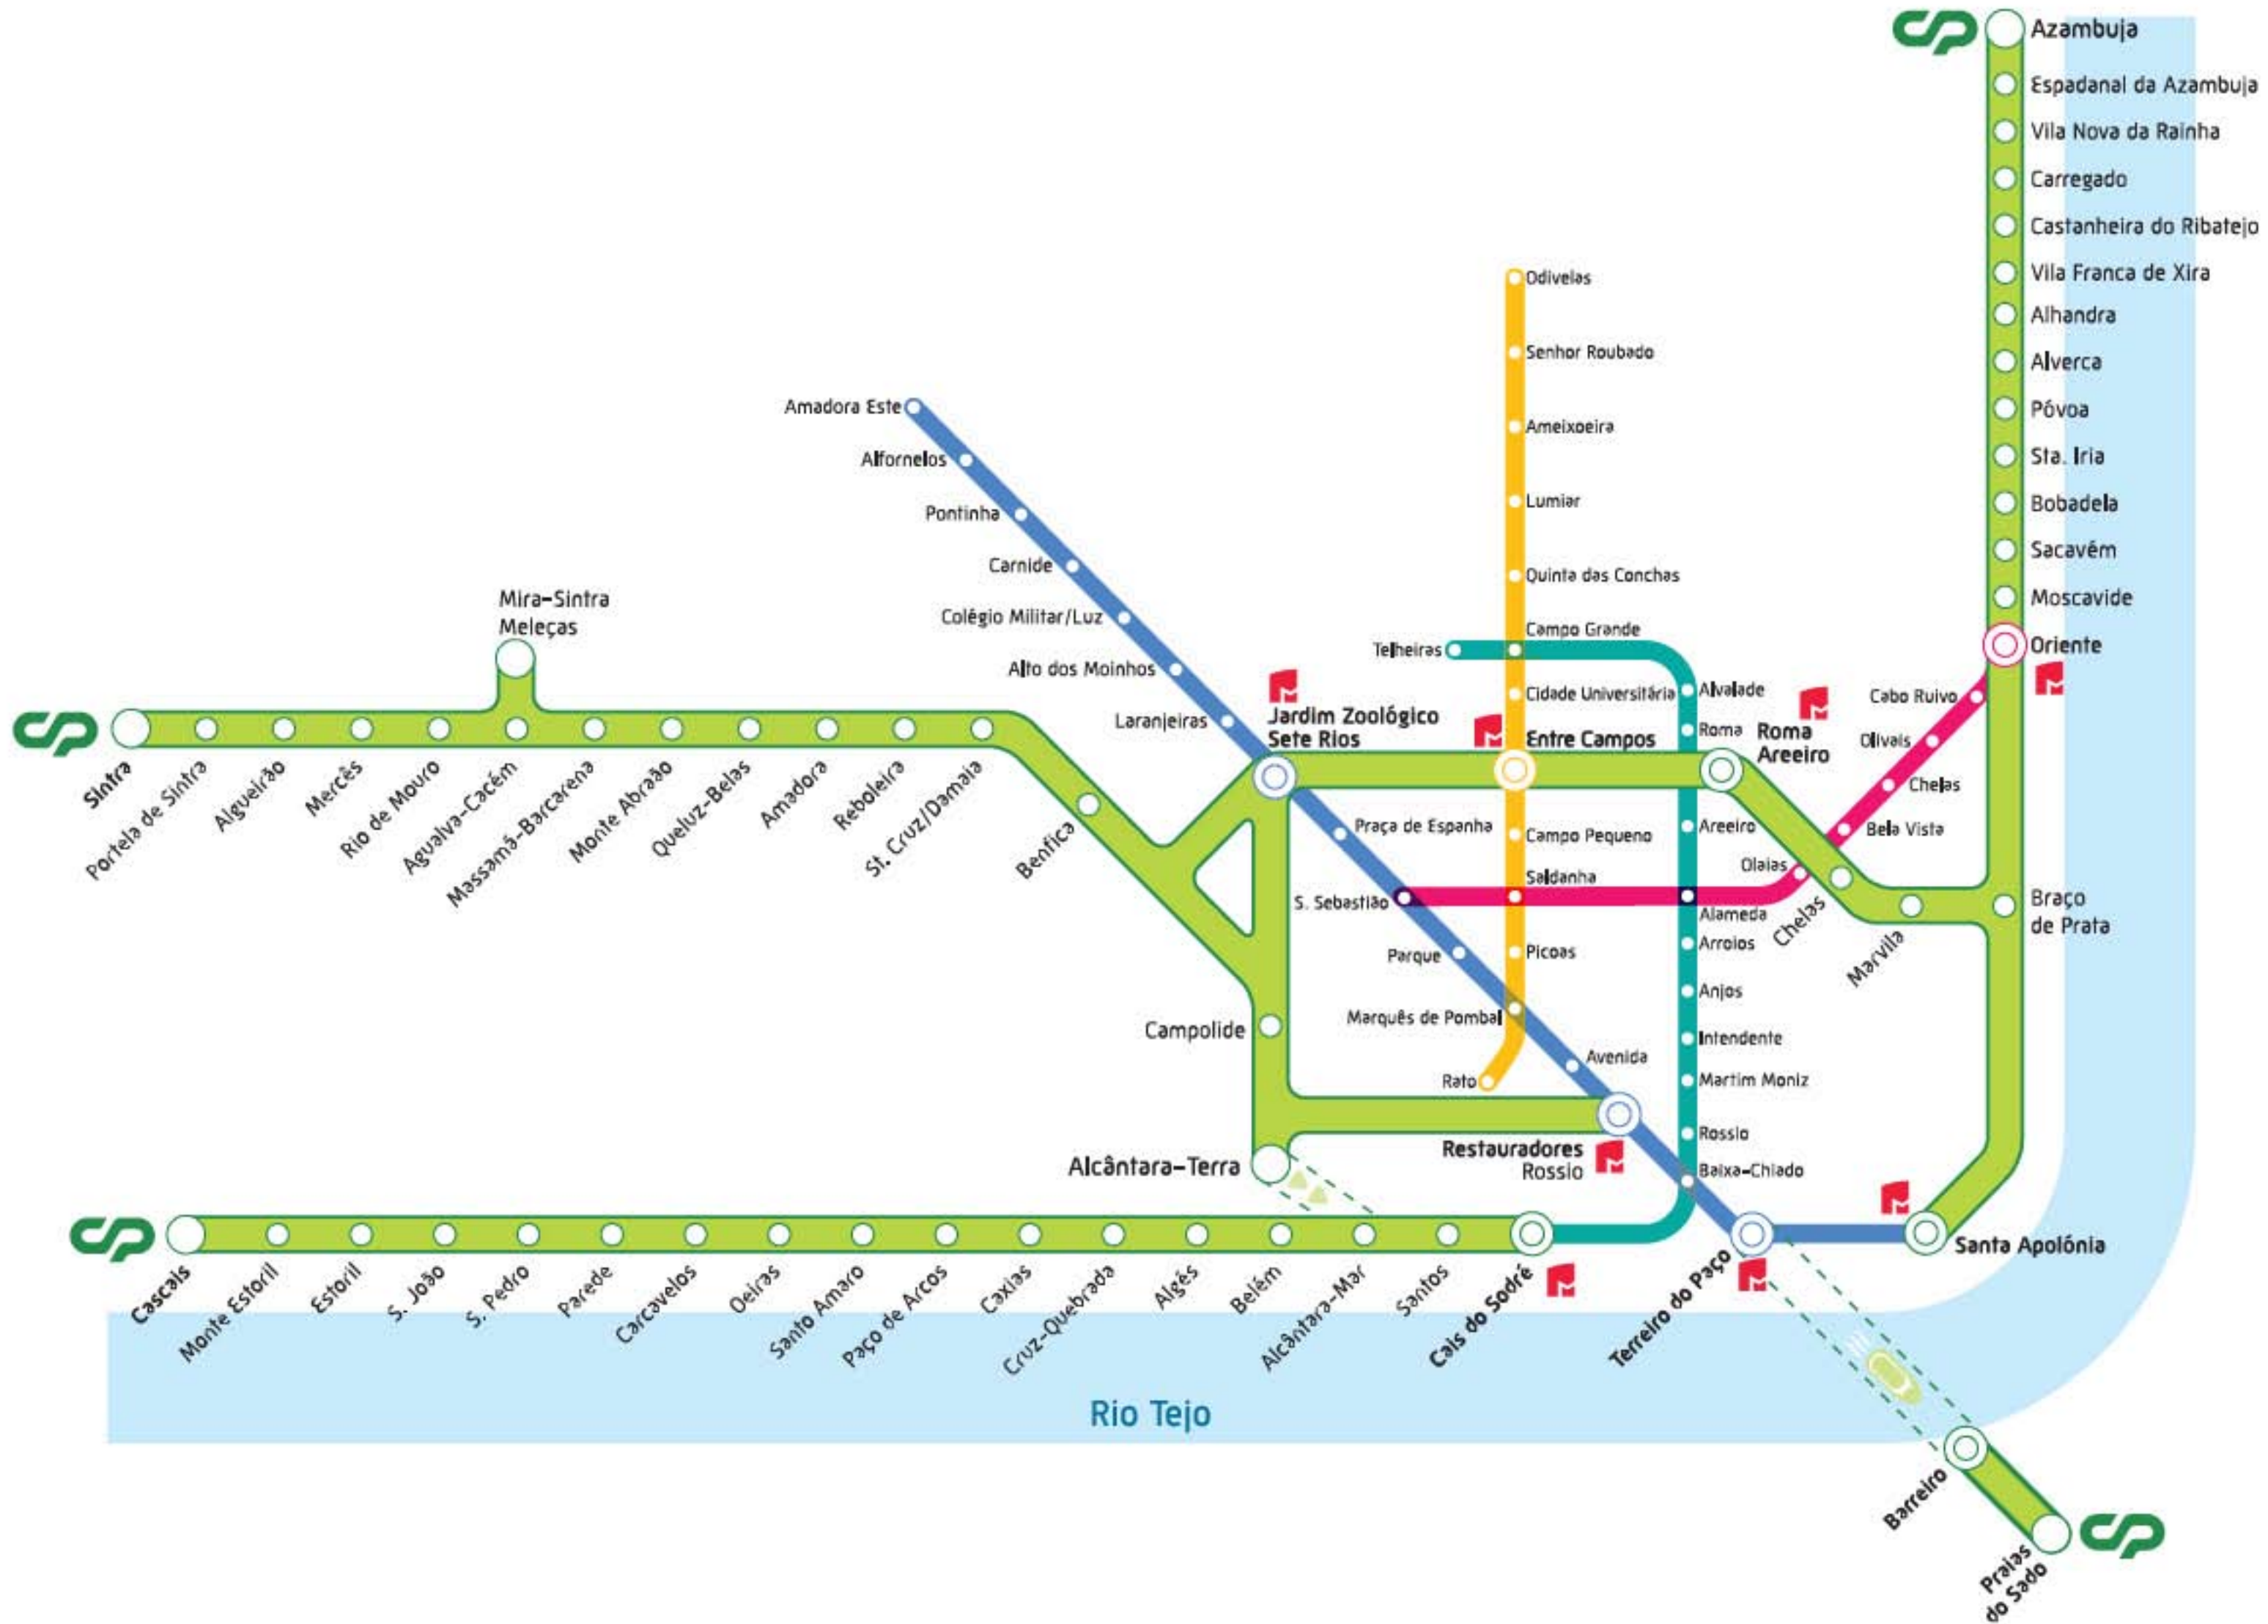 Azambuja
Espadanal da Azambuja
Vila Nova da Rainha
Carregado
Castanheira do Ribatejo
Vila Franca de Xira
Alhandra
Alverca
Póvoa
Sta. Iria
Bobadela
Sacavém
Moscavide
Oriente
Odivelas
Senhor Roubado
Ameixoeira
Lumiar
Quinta das Conchas
Campo Grande
Telheiras
Cidade Universitária
Alvalade
Entre Campos
Roma
Roma
Areeiro
Amadora Este
Alfornelos
Pontinha
Carnide
Colégio Militar/Luz
Alto dos Moinhos
Laranjeiras
Jardim Zoológico
Sete Rios
Mira-Sintra
Meleças
Sintra
Portela de Sintra
Algueirão
Mercês
Rio de Mouro
Agualva-Cacém
Massamá-Barcarena
Monte Abraão
Queluz-Belas
Amadora
Reboleira
St. Cruz/Damaia
Benfica
Cabo Ruivo
Olivais
Chelas
Bela Vista
Olaias
Praça de Espanha
Campo Pequeno
Areeiro
Saldanha
S. Sebastião
Alameda
Chelas
Marvila
Braço
de Prata
Parque
Picoas
Arroios
Anjos
Marquês de Pombal
Intendente
Avenida
Rato
Martim Moniz
Campolide
Rossio
Restauradores
Rossio
Baixa-Chiado
Alcântara-Terra
Santa Apolónia
Cascais
Monte Estoril
Estoril
S. João
S. Pedro
Parede
Carcavelos
Oeiras
Santo Amaro
Paço de Arcos
Caxias
Cruz-Quebrada
Algés
Belém
Alcântara-Mar
Santos
Cais do Sodré
Terreiro do Paço
Rio Tejo
Barreiro
Praias
do Sado